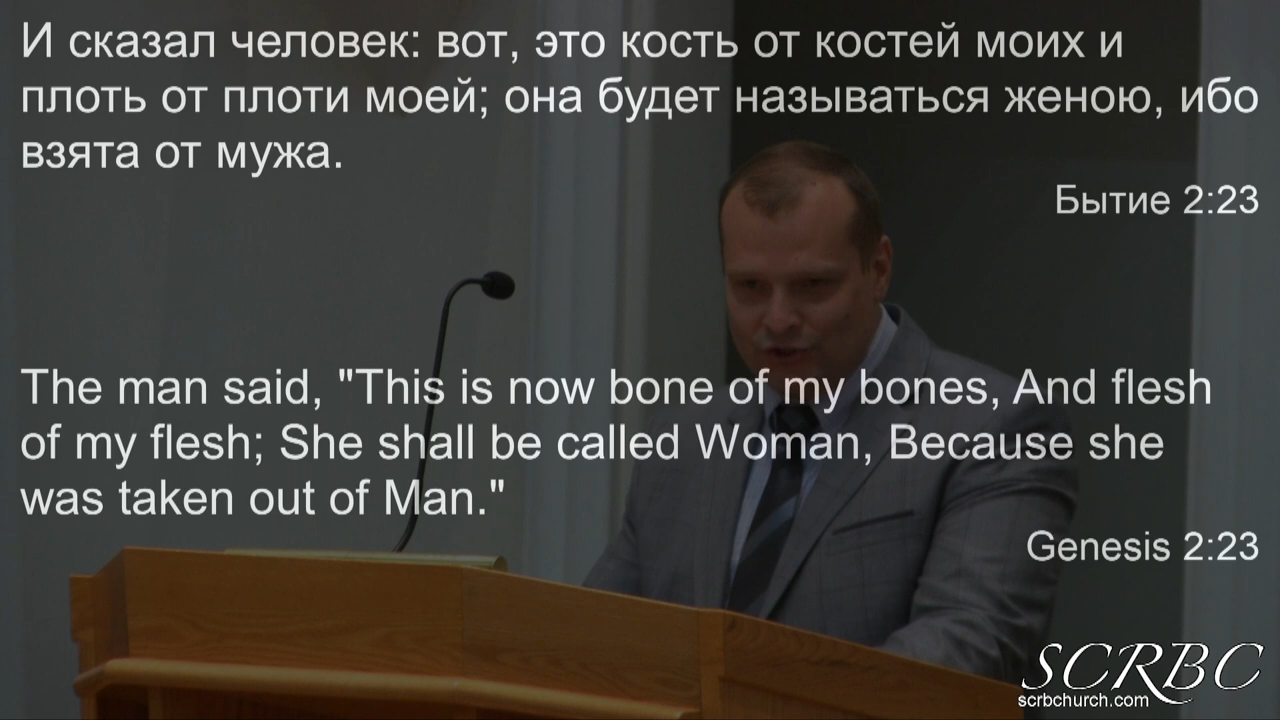 И сказал человек: вот, это кость от костей моих и
плоть от плоти моей; она будет называться женою, ибо
взята от мужа.
Бытие 2:23
The man said, "This is now bone of my bones, And flesh
of my flesh; She shall be called Woman, Because she
was taken out of Man."
Genesis 2:23
SCRBC
scrbchurch.com